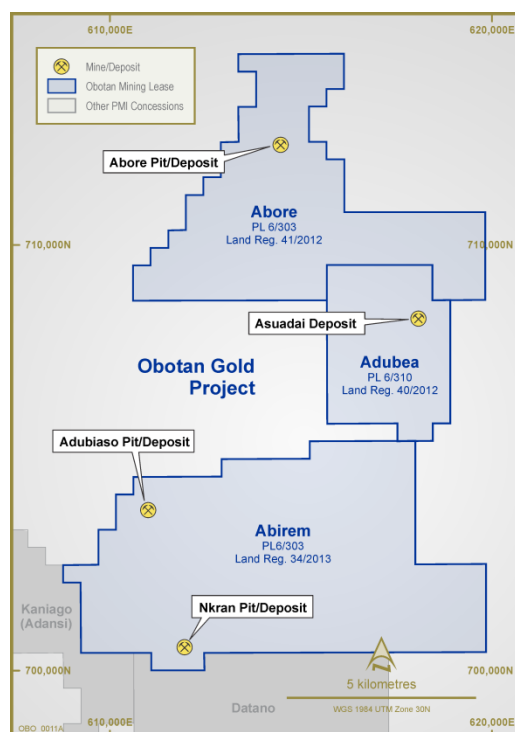 610,000E
620,000E
Mine/Deposit
Obotan Mining Lease
Other PMI Concessions
Abore Pit/Deposit
Abore
PL 6/303
Land Reg. 41/2012
710,000N
710,000N
Asuadai Deposit
Adubea
PL 6/310
Land Reg. 40/2012
Obotan Gold
Project
Adubiaso Pit/Deposit
Abirem
PL6/303
Land Reg. 34/2013
Kaniago
(Adansi)
Nkran Pit/Deposit
700,000N
700,000N
5 kilometres
WGS 1984 UTM Zone 30N
Datano
OBO_0011A
610,000E
620,000E